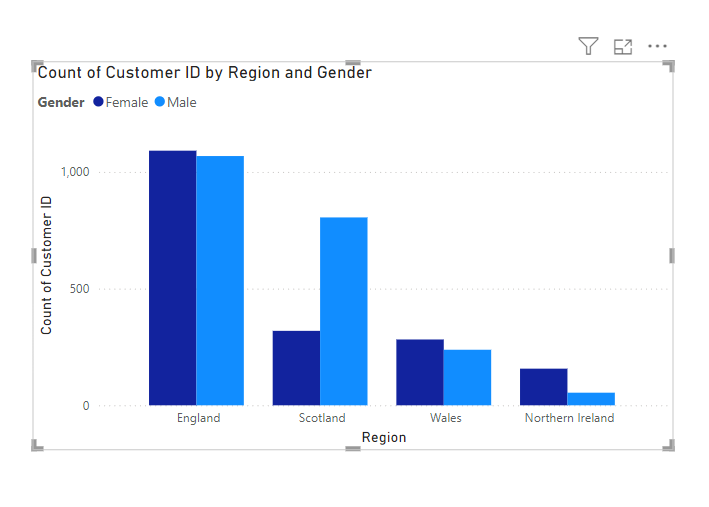 Count of Customer ID by Region and Gender
Gender Female Male
Count of Customer ID
1,000
500
0
England Scotland Wales Northern Ireland
Region